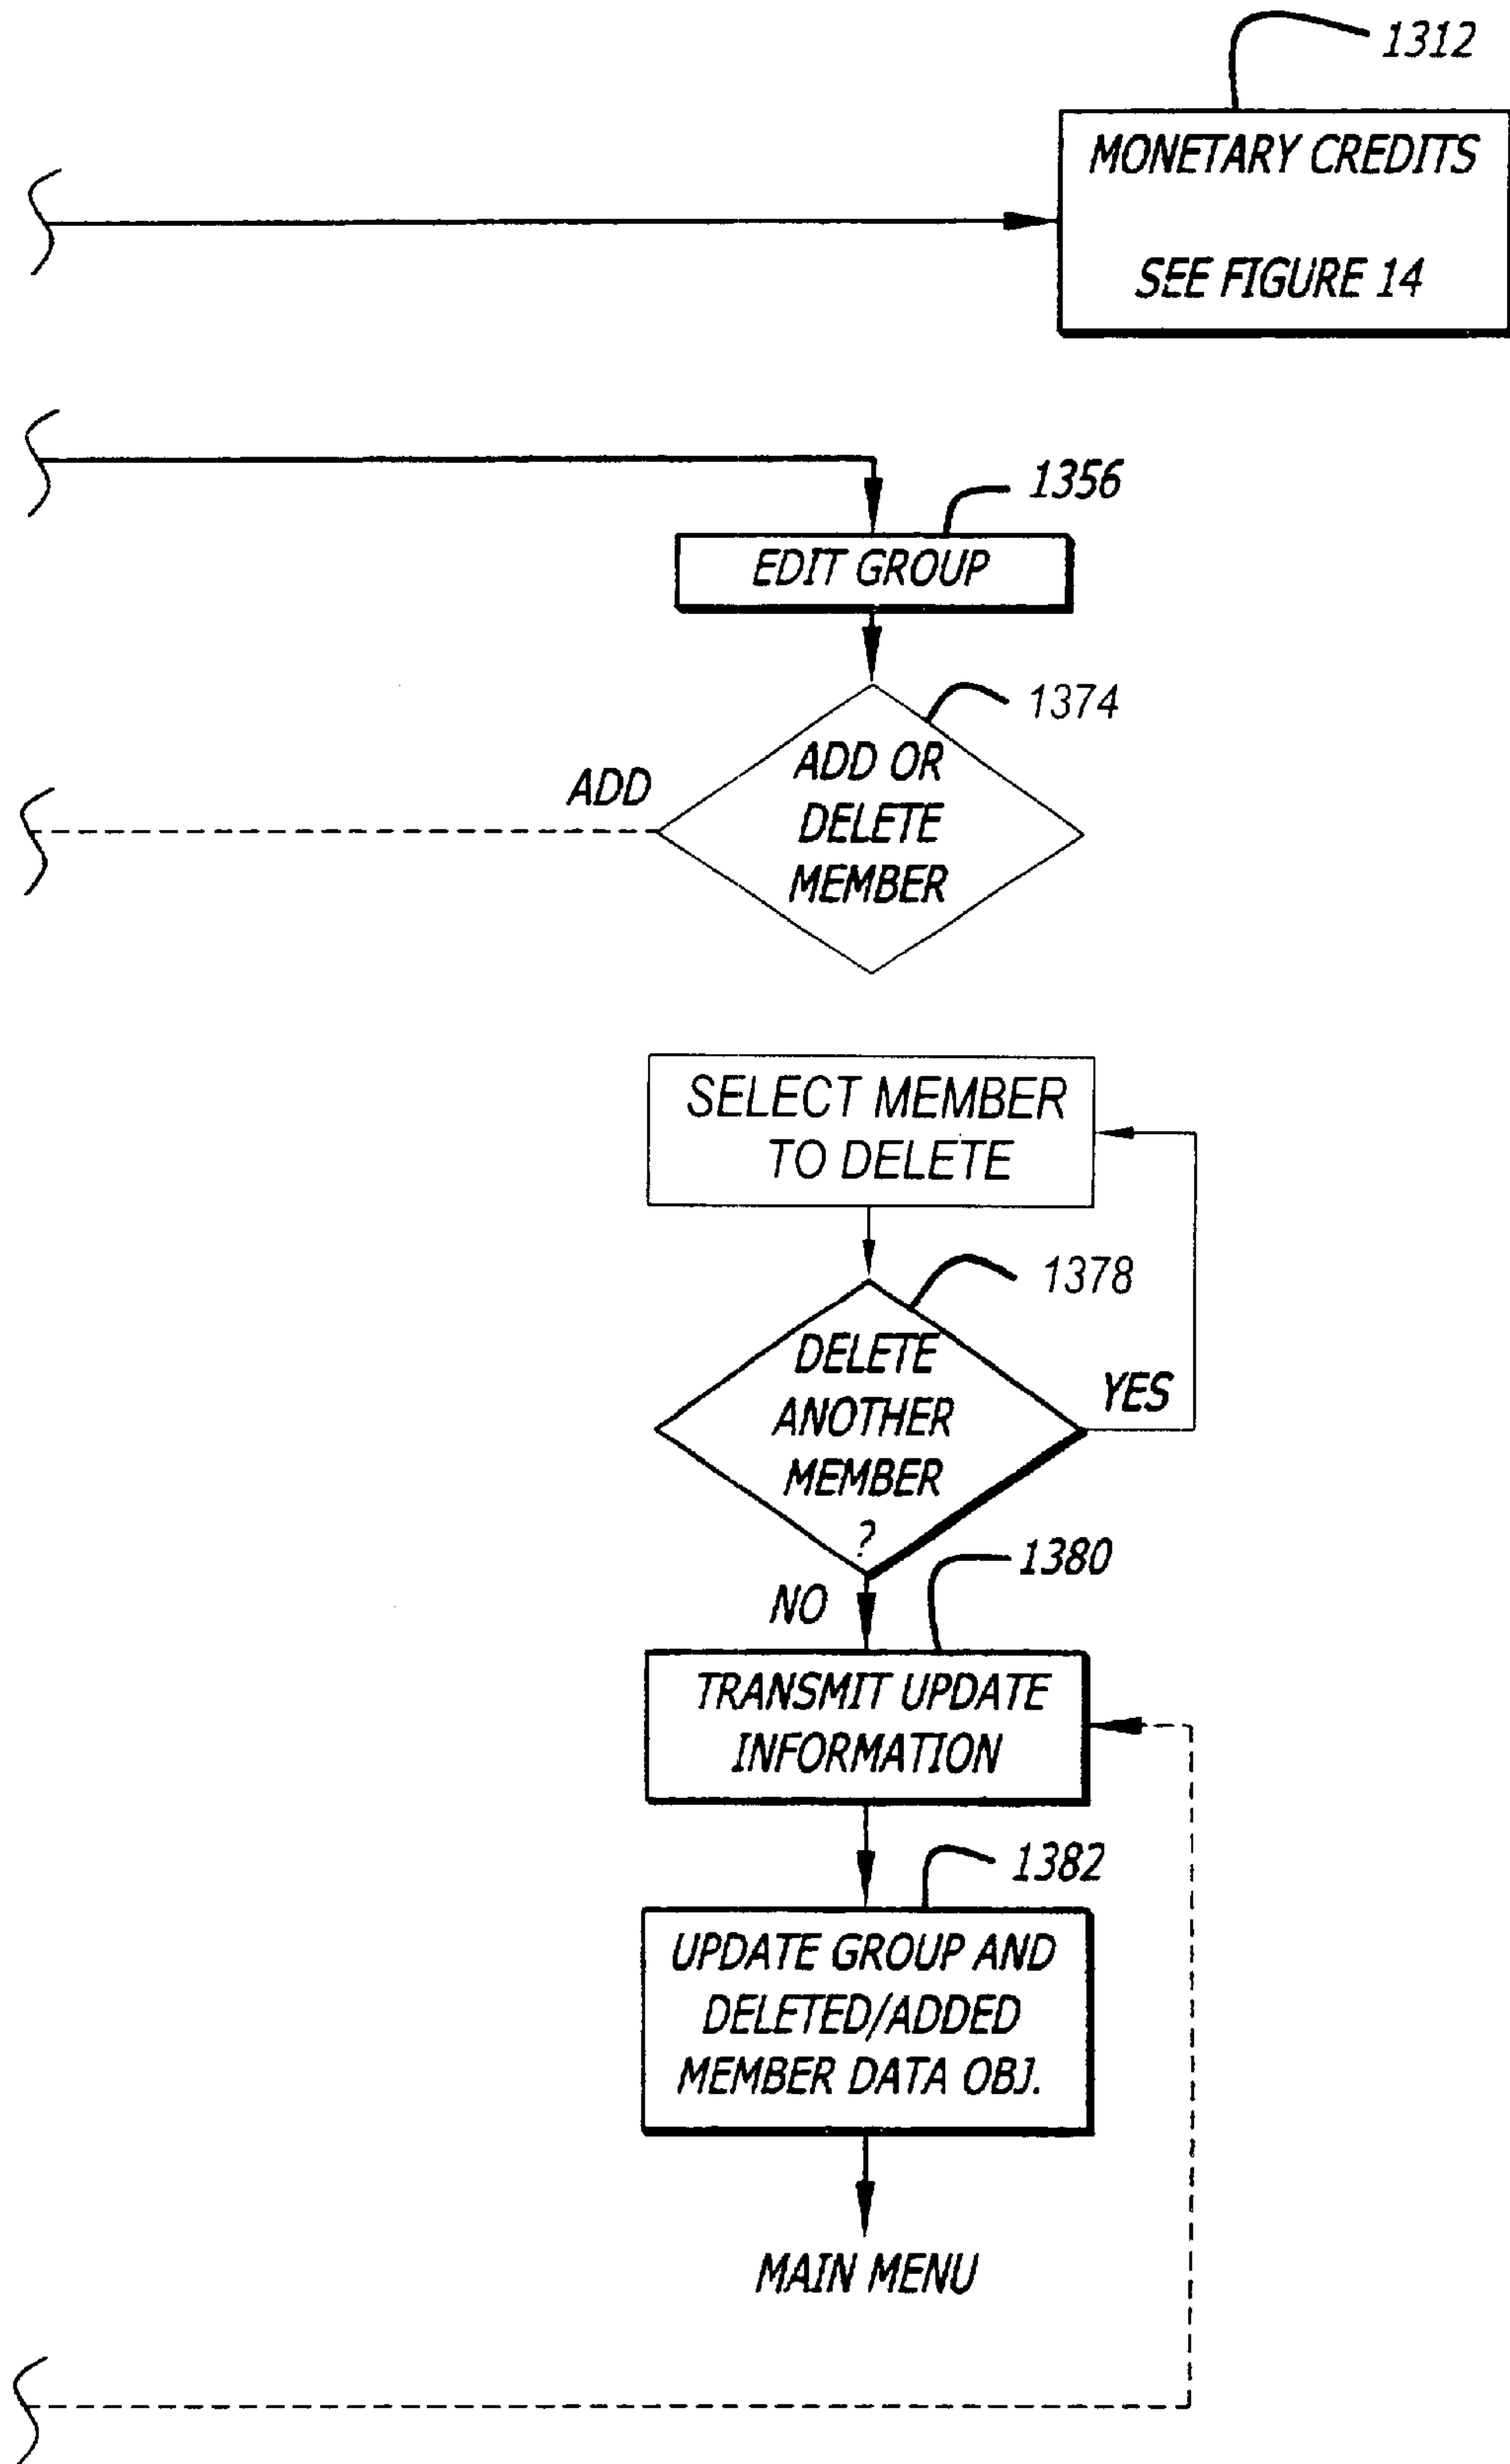 1312
MONETARY CREDITS
SEE FIGURE 14
1356
EDIT GROUP
1374
ADD
ADD OR
DELETE
MEMBER
SELECT MEMBER
TO DELETE
1378
DELETE
ANOTHER
MEMBER
?
YES
1380
NO
TRANSMIT UPDATE
INFORMATION
1382
UPDATE GROUP AND
DELETED/ADDED
MEMBER DATA OBJ.
MAIN MENU